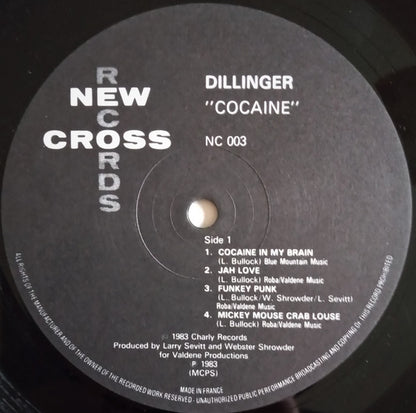 NEW
CROSS
RECORDS
DILLINGER
"COCAINE"
NC 003
Side 1
1. COCAINE IN MY BRAIN
(L. Bullock) Blue Mountain Music
2. JAH LOVE
(L. Bullock) Roba/Valdene Music
3. FUNKEY PUNK
(L. Bullock/W. Shrowder/L. Sevitt)
Roba/Valdene Music
4. MICKEY MOUSE CRAB LOUSE
(L. Bullock) Roba/Valdene Music
© 1983 Charly Records
Produced by Larry Sevitt and Webster Shrowder
for Valdene Productions
℗ 1983
(MCPS)
MADE IN FRANCE
ALL RIGHTS OF THE MANUFACTURER AND OF THE OWNER OF THE RECORDED WORK RESERVED · UNAUTHORIZED PUBLIC PERFORMANCE BROADCASTING AND COPYING OF THIS RECORD PROHIBITED